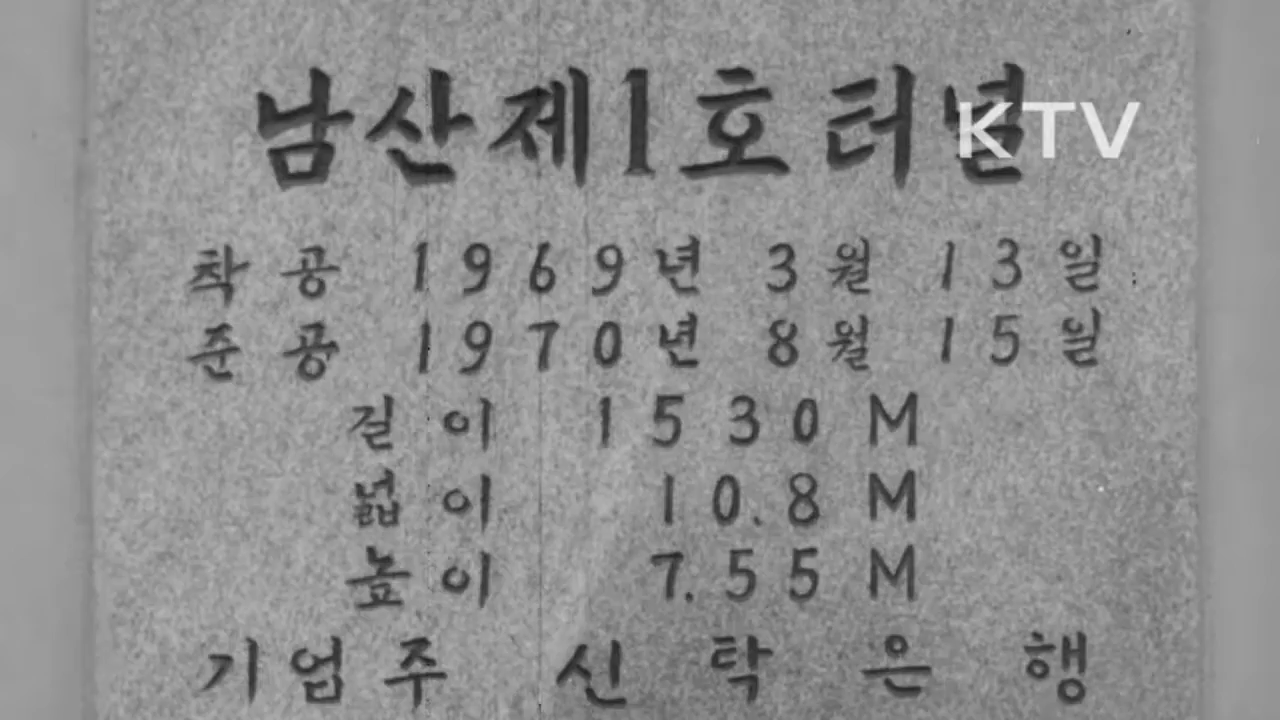 남산제1호터널
KTV
착공 1969년 3월 13일
준공 1970년 8월 15일
길이 1530M
넓이 10.8M
높이 7.55M
기업주 신탁은행